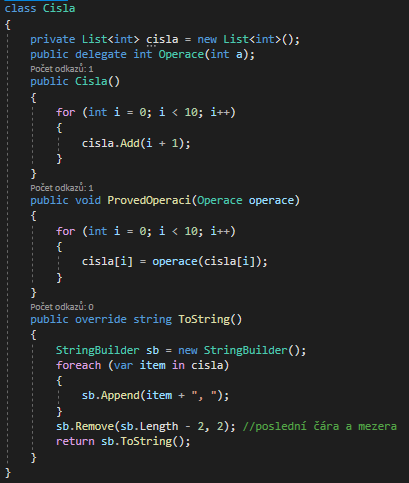 class Cisla
{
private List<int> cisla = new List<int>();
public delegate int Operace(int a);
Počet odkazů: 1
public Cisla()
{
for (int i = 0; i < 10; i++)
{
cisla.Add(i + 1);
}
}
Počet odkazů: 1
public void ProvedOperaci(Operace operace)
{
for (int i = 0; i < 10; i++)
{
cisla[i] = operace(cisla[i]);
}
}
Počet odkazů: 0
public override string ToString()
{
StringBuilder sb = new StringBuilder();
foreach (var item in cisla)
{
sb.Append(item + ", ");
}
sb.Remove(sb.Length - 2, 2); //poslední čára a mezera
return sb.ToString();
}
}